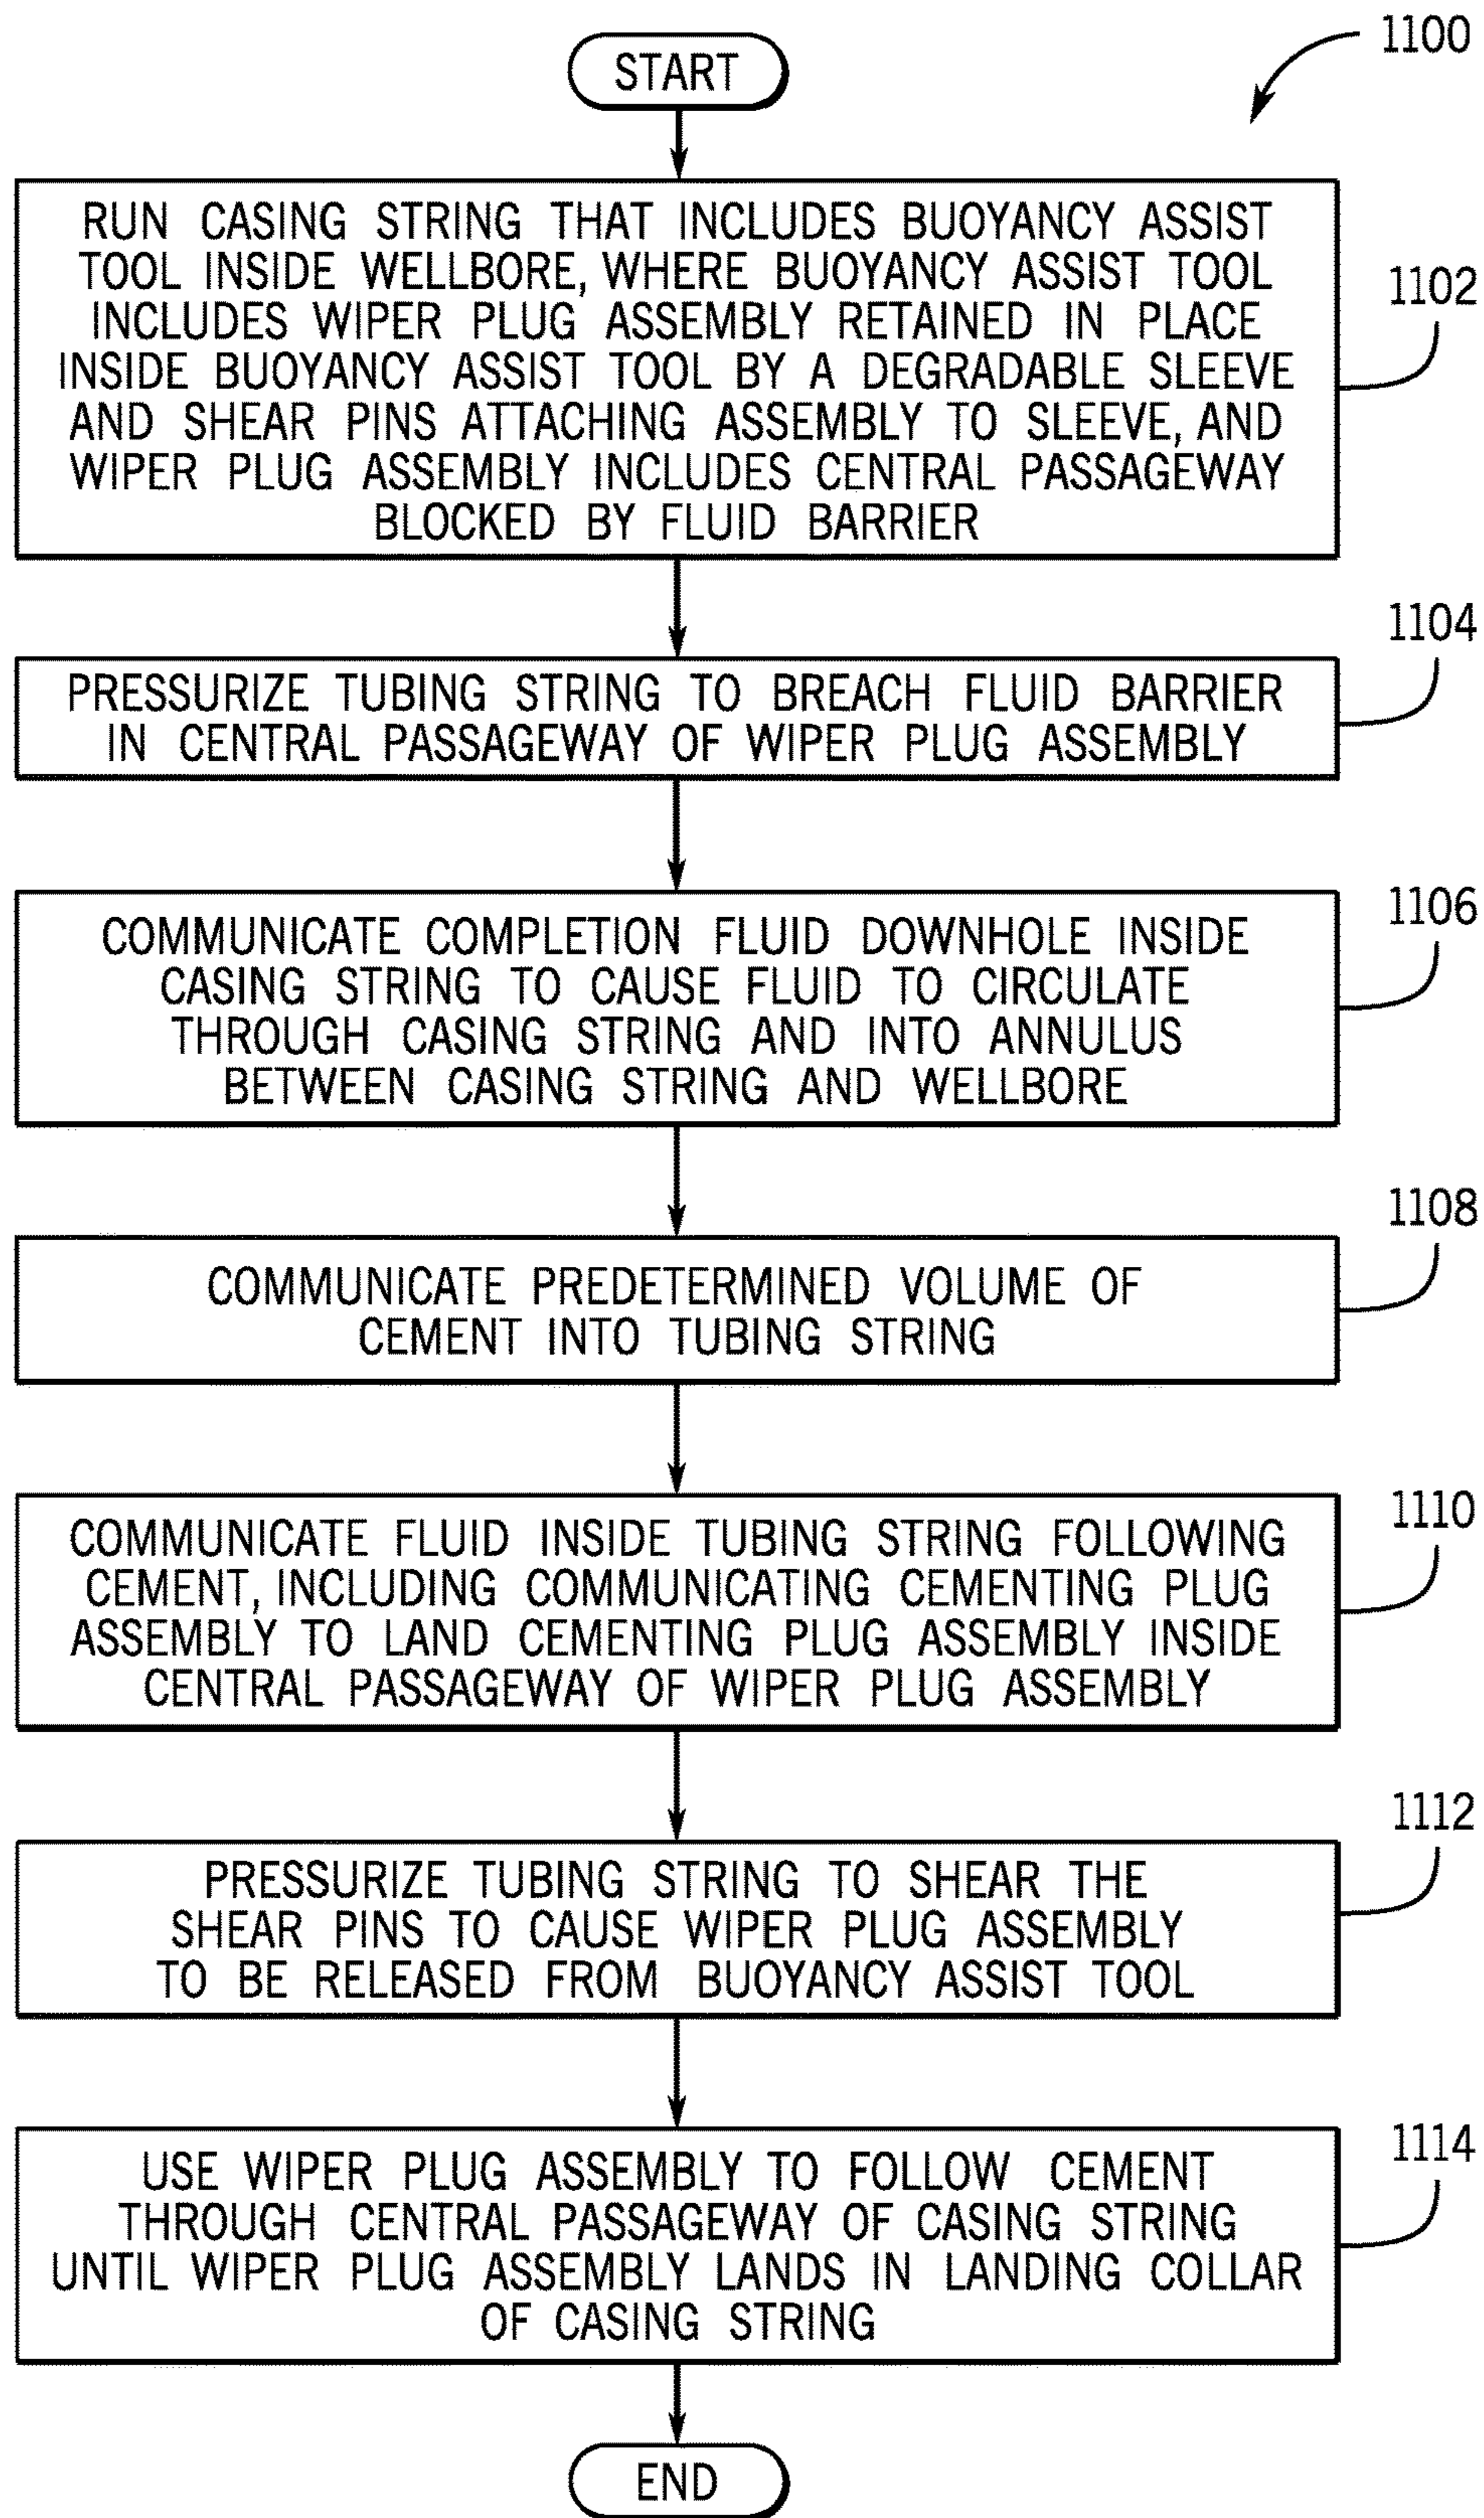 1100
START
RUN CASING STRING THAT INCLUDES BUOYANCY ASSIST
TOOL INSIDE WELLBORE, WHERE BUOYANCY ASSIST TOOL
INCLUDES WIPER PLUG ASSEMBLY RETAINED IN PLACE
INSIDE BUOYANCY ASSIST TOOL BY A DEGRADABLE SLEEVE
AND SHEAR PINS ATTACHING ASSEMBLY TO SLEEVE, AND
WIPER PLUG ASSEMBLY INCLUDES CENTRAL PASSAGEWAY
BLOCKED BY FLUID BARRIER
1102
PRESSURIZE TUBING STRING TO BREACH FLUID BARRIER
IN CENTRAL PASSAGEWAY OF WIPER PLUG ASSEMBLY
1104
COMMUNICATE COMPLETION FLUID DOWNHOLE INSIDE
CASING STRING TO CAUSE FLUID TO CIRCULATE
THROUGH CASING STRING AND INTO ANNULUS
BETWEEN CASING STRING AND WELLBORE
1106
COMMUNICATE PREDETERMINED VOLUME OF
CEMENT INTO TUBING STRING
1108
COMMUNICATE FLUID INSIDE TUBING STRING FOLLOWING
CEMENT, INCLUDING COMMUNICATING CEMENTING PLUG
ASSEMBLY TO LAND CEMENTING PLUG ASSEMBLY INSIDE
CENTRAL PASSAGEWAY OF WIPER PLUG ASSEMBLY
1110
PRESSURIZE TUBING STRING TO SHEAR THE
SHEAR PINS TO CAUSE WIPER PLUG ASSEMBLY
TO BE RELEASED FROM BUOYANCY ASSIST TOOL
1112
USE WIPER PLUG ASSEMBLY TO FOLLOW CEMENT
THROUGH CENTRAL PASSAGEWAY OF CASING STRING
UNTIL WIPER PLUG ASSEMBLY LANDS IN LANDING COLLAR
OF CASING STRING
1114
END